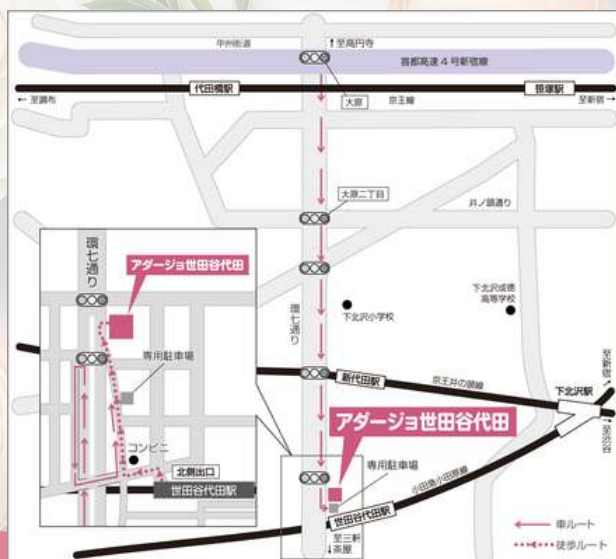 ↑至高円寺
甲州街道
首都高速4号新宿線
代田橋駅
笹塚駅
←至調布
大原
京王線
至新宿→
大原二丁目
井ノ頭通り
環七通り
アダージョ世田谷代田
専用駐車場
コンビニ
北側出口
世田谷代田駅
環七通り
下北沢小学校
下北沢成徳
高等学校
至新宿
新代田駅
京王井の頭線
下北沢駅
至渋谷
アダージョ世田谷代田
専用駐車場
小田急小田原線
世田谷代田駅
至三軒
↓茶屋
車ルート
徒歩ルート